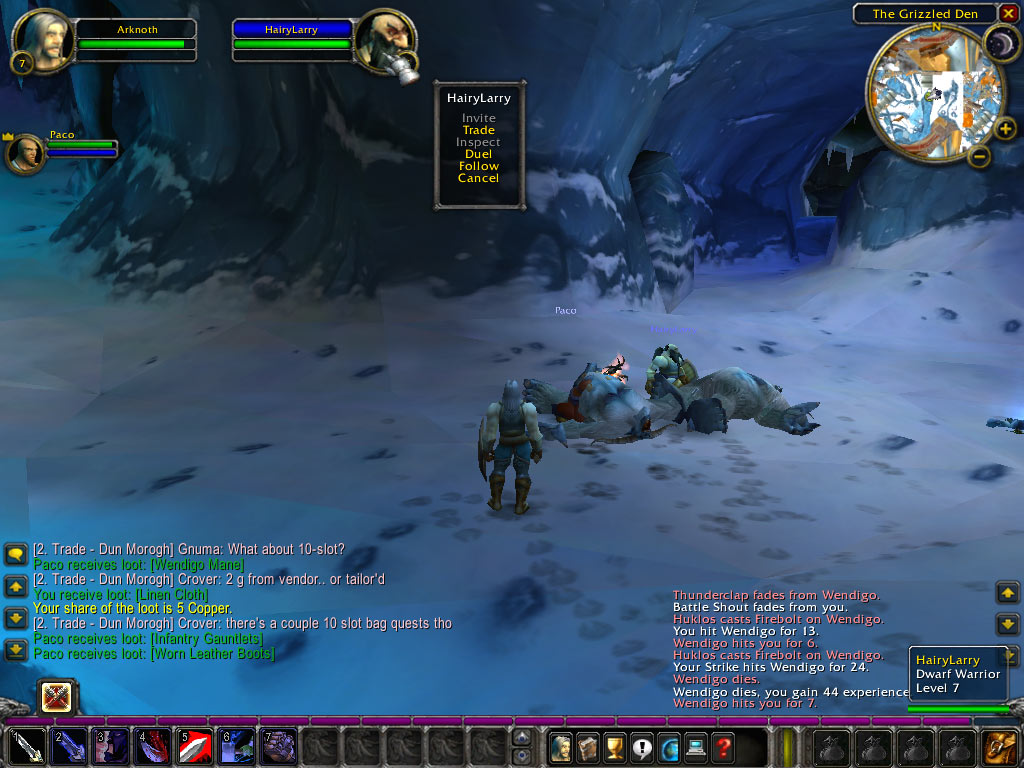 Arknoth
7
HairyLarry
The Grizzled Den
N
HairyLarry
Invite
Trade
Inspect
Duel
Follow
Cancel
Paco
Paco
[2. Trade - Dun Morogh] Gnuma: What about 10-slot?
Paco receives loot: [Wendigo Mane]
[2. Trade - Dun Morogh] Crover: 2 g from vendor.. or tailor'd
You receive loot: [Linen Cloth]
Your share of the loot is 5 Copper.
[2. Trade - Dun Morogh] Crover: there's a couple 10 slot bag quests tho
Paco receives loot: [Infantry Gauntlets]
Paco receives loot: [Worn Leather Boots]
Thunderclap fades from Wendigo.
Battle Shout fades from you.
Huklos casts Firebolt on Wendigo.
You hit Wendigo for 13.
Wendigo hits you for 6.
Huklos casts Firebolt on Wendigo.
Your Strike hits Wendigo for 24.
Wendigo dies.
Wendigo dies, you gain 44 experience
Wendigo hits you for 7.
HairyLarry
Dwarf Warrior
Level 7
1 2 3 4 5 6 7